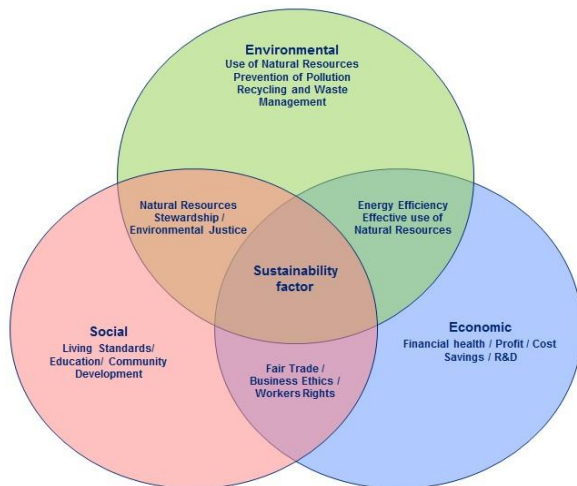 Environmental
Use of Natural Resources
Prevention of Pollution
Recycling and Waste
Management
Natural Resources
Stewardship /
Environmental Justice
Energy Efficiency
Effective use of
Natural Resources
Sustainability
factor
Social
Living Standards/
Education/ Community
Development
Economic
Financial health / Profit / Cost
Savings / R&D
Fair Trade /
Business Ethics /
Workers Rights